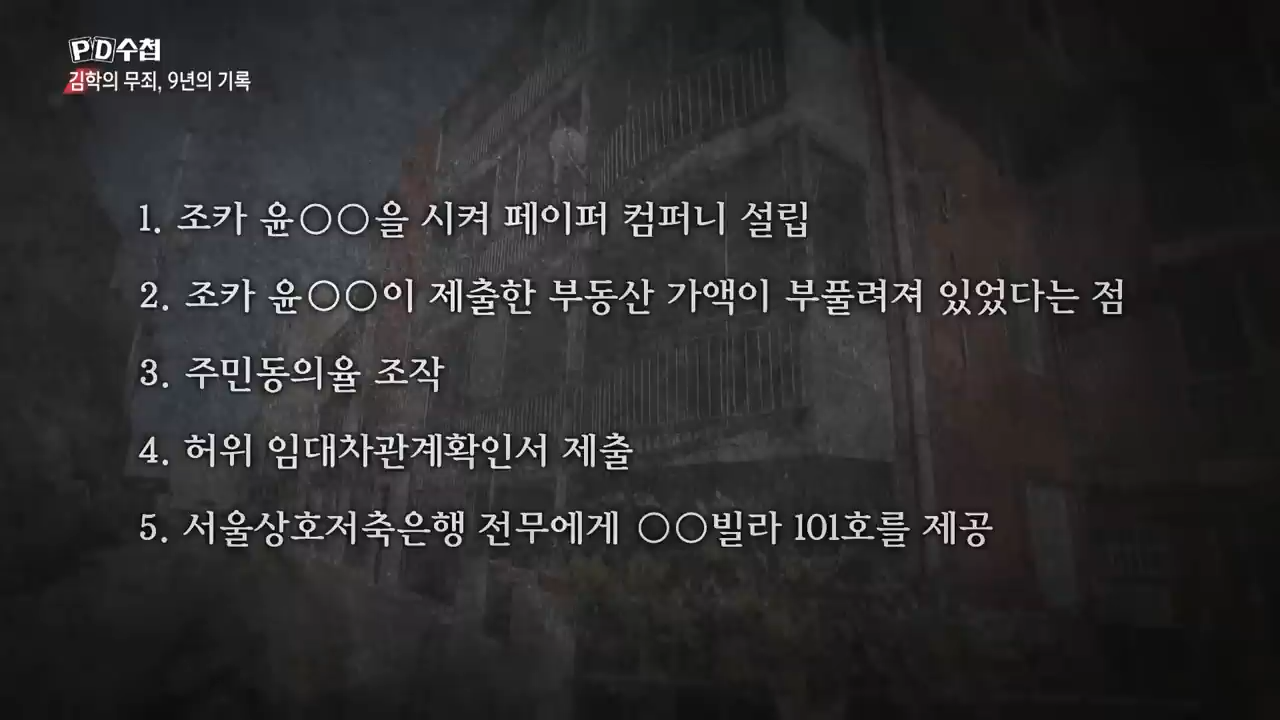 PD수첩
김학의 무죄, 9년의 기록
1. 조카 윤○○을 시켜 페이퍼 컴퍼니 설립
2. 조카 윤○○이 제출한 부동산 가액이 부풀려져 있었다는 점
3. 주민동의율 조작
4. 허위 임대차관계확인서 제출
5. 서울상호저축은행 전무에게 ○○빌라 101호를 제공